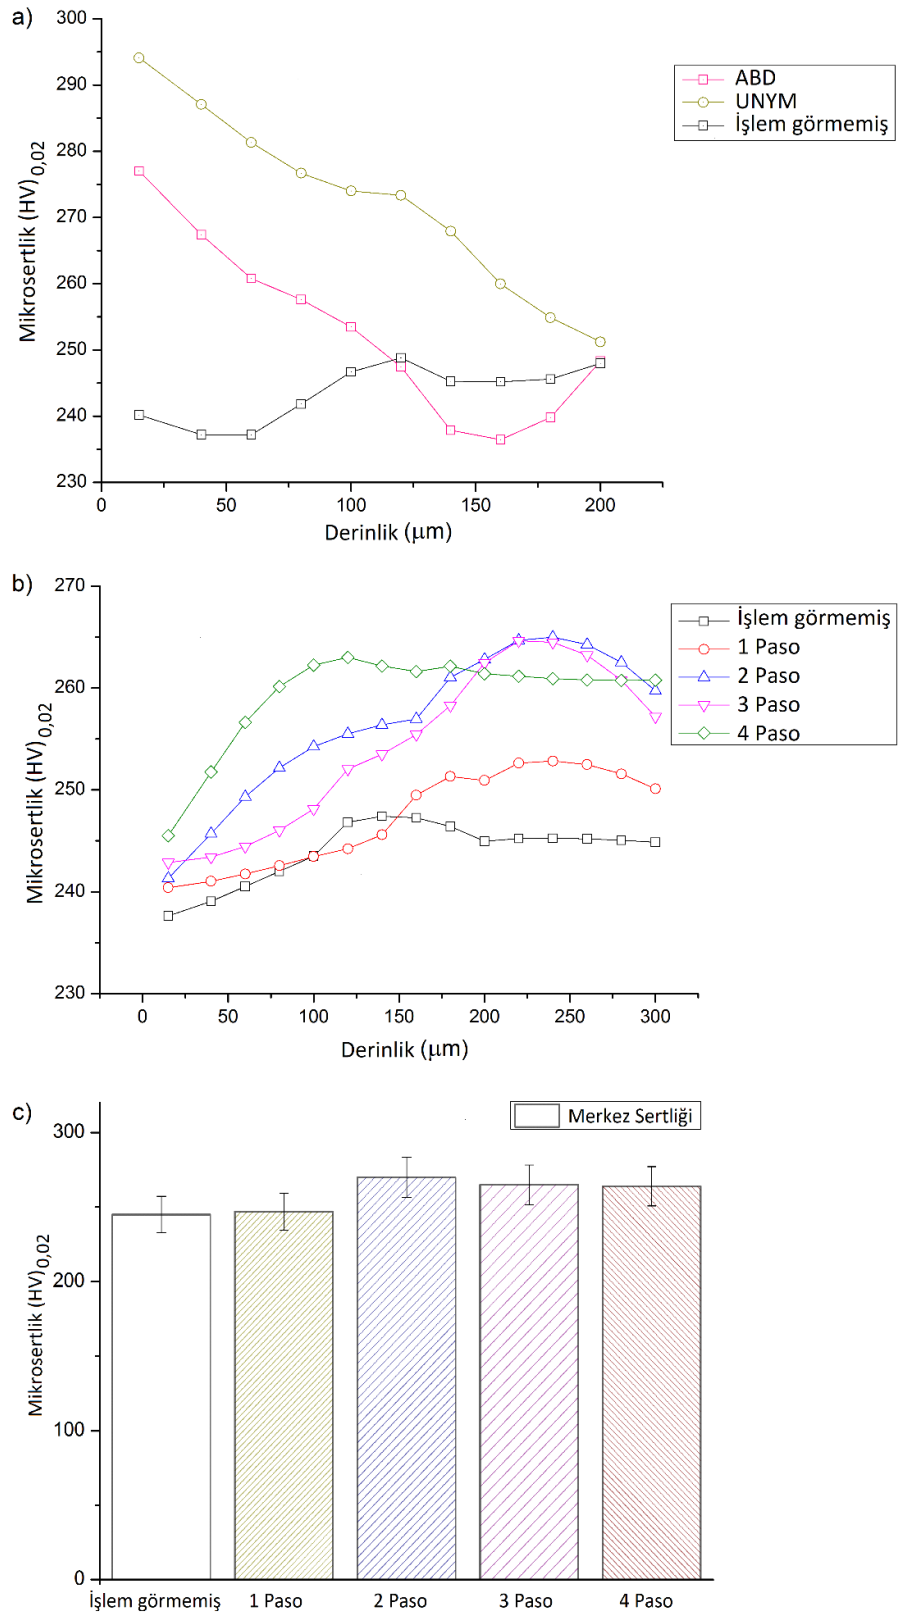 a)
300
290
280
270
260
250
240
230
Mikrosertlik (HV)0,02
0 50 100 150 200
Derinlik (μm)
ABD
UNYM
İşlem görmemiş
b)
270
260
250
240
230
Mikrosertlik (HV)0,02
0 50 100 150 200 250 300
Derinlik (μm)
İşlem görmemiş
1 Paso
2 Paso
3 Paso
4 Paso
c)
300
200
100
0
Mikrosertlik (HV)0,02
Merkez Sertliği
İşlem görmemiş 1 Paso 2 Paso 3 Paso 4 Paso